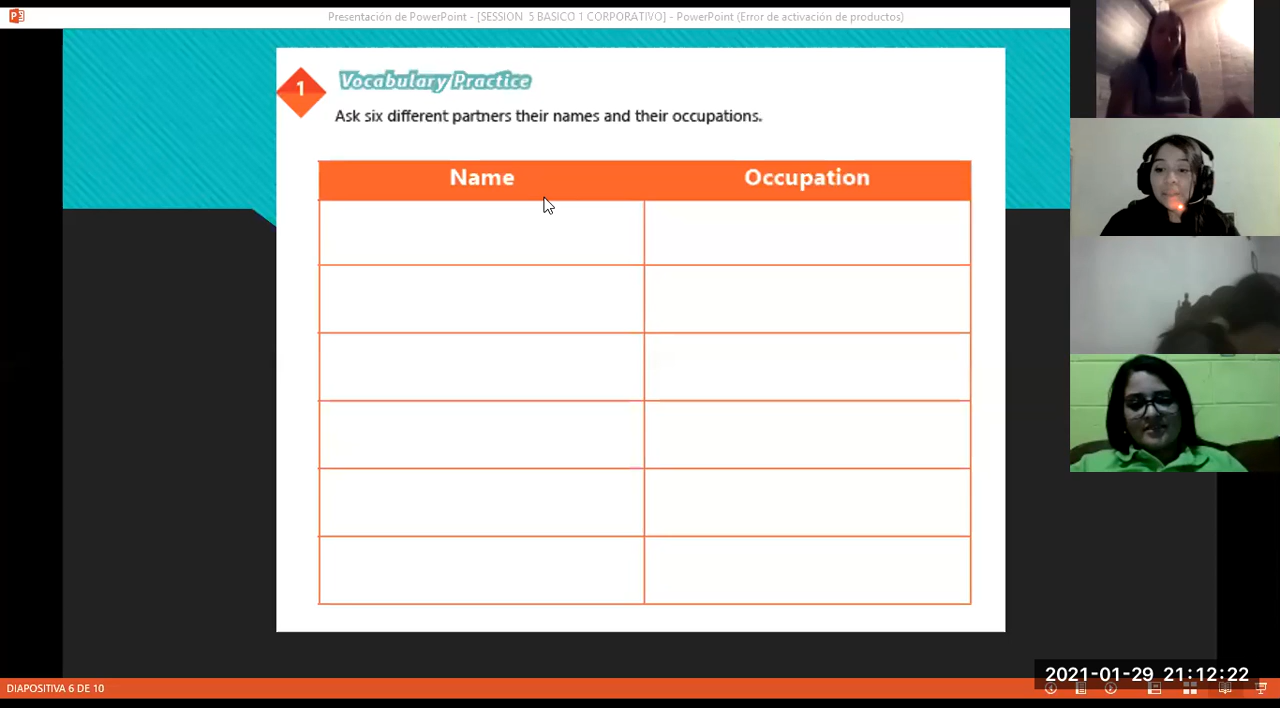 Presentación de PowerPoint - [SESSION  5 BASICO 1 CORPORATIVO] - PowerPoint (Error de activación de productos)
1
Vocabulary Practice
Ask six different partners their names and their occupations.
Name Occupation
2021-01-29 21:12:22
DIAPOSITIVA 6 DE 10